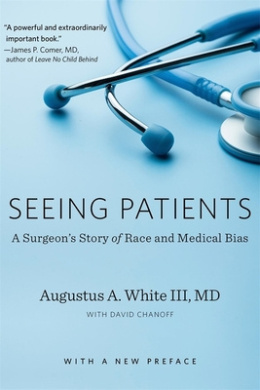 "A powerful and extraordinarily
important book."
—James P. Comer, MD,
author of Leave No Child Behind
SEEING PATIENTS
A Surgeon's Story of Race and Medical Bias
Augustus A. White III, MD
WITH DAVID CHANOFF
WITH A NEW PREFACE